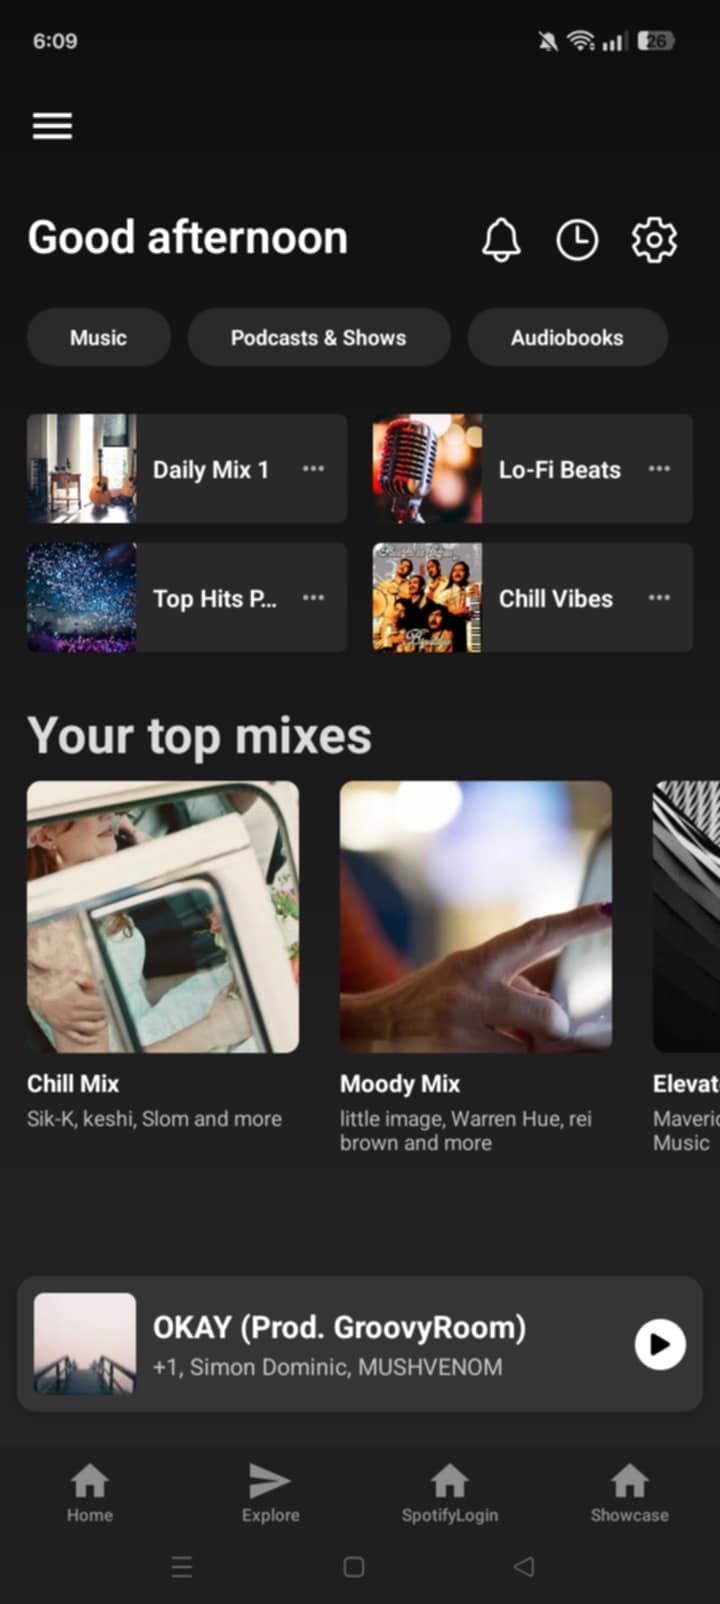 6:09
26
Good afternoon
Music
Podcasts & Shows
Audiobooks
Daily Mix 1
Lo-Fi Beats
Top Hits P...
Chill Vibes
Your top mixes
Chill Mix
Sik-K, keshi, Slom and more
Moody Mix
little image, Warren Hue, rei
brown and more
Elevat
Maveric
Music
OKAY (Prod. GroovyRoom)
+1, Simon Dominic, MUSHVENOM
Home
Explore
SpotifyLogin
Showcase